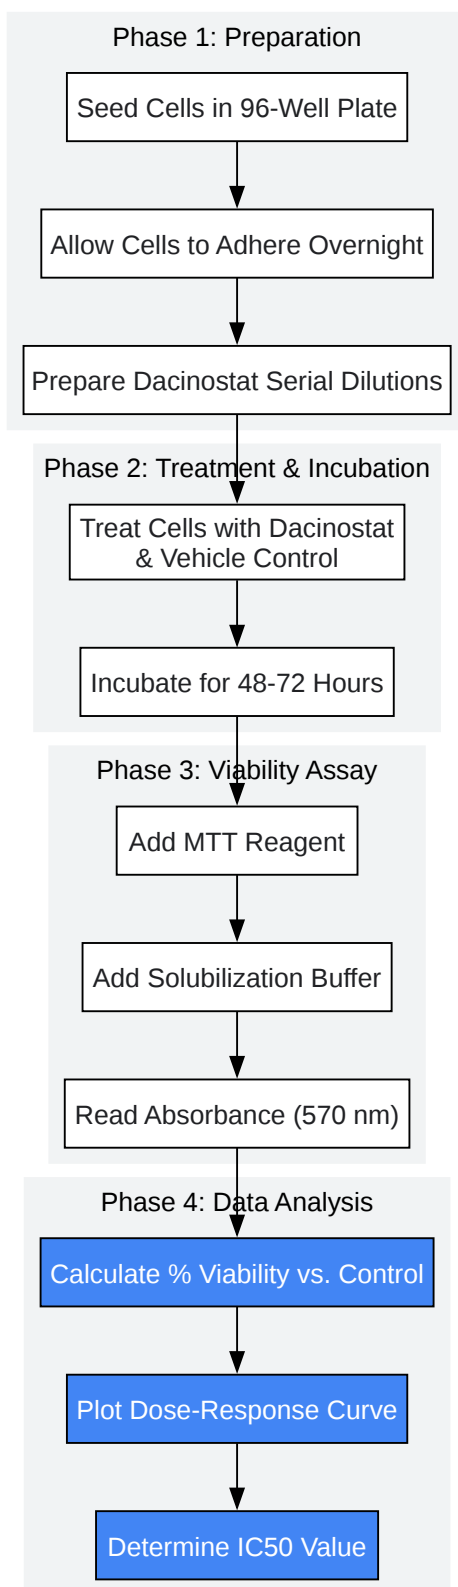 Phase 1: Preparation
Seed Cells in 96-Well Plate
Allow Cells to Adhere Overnight
Prepare Dacinostat Serial Dilutions
Phase 2: Treatment & Incubation
Treat Cells with Dacinostat
& Vehicle Control
Incubate for 48-72 Hours
Phase 3: Viability Assay
Add MTT Reagent
Add Solubilization Buffer
Read Absorbance (570 nm)
Phase 4: Data Analysis
Calculate % Viability vs. Control
Plot Dose-Response Curve
Determine IC50 Value